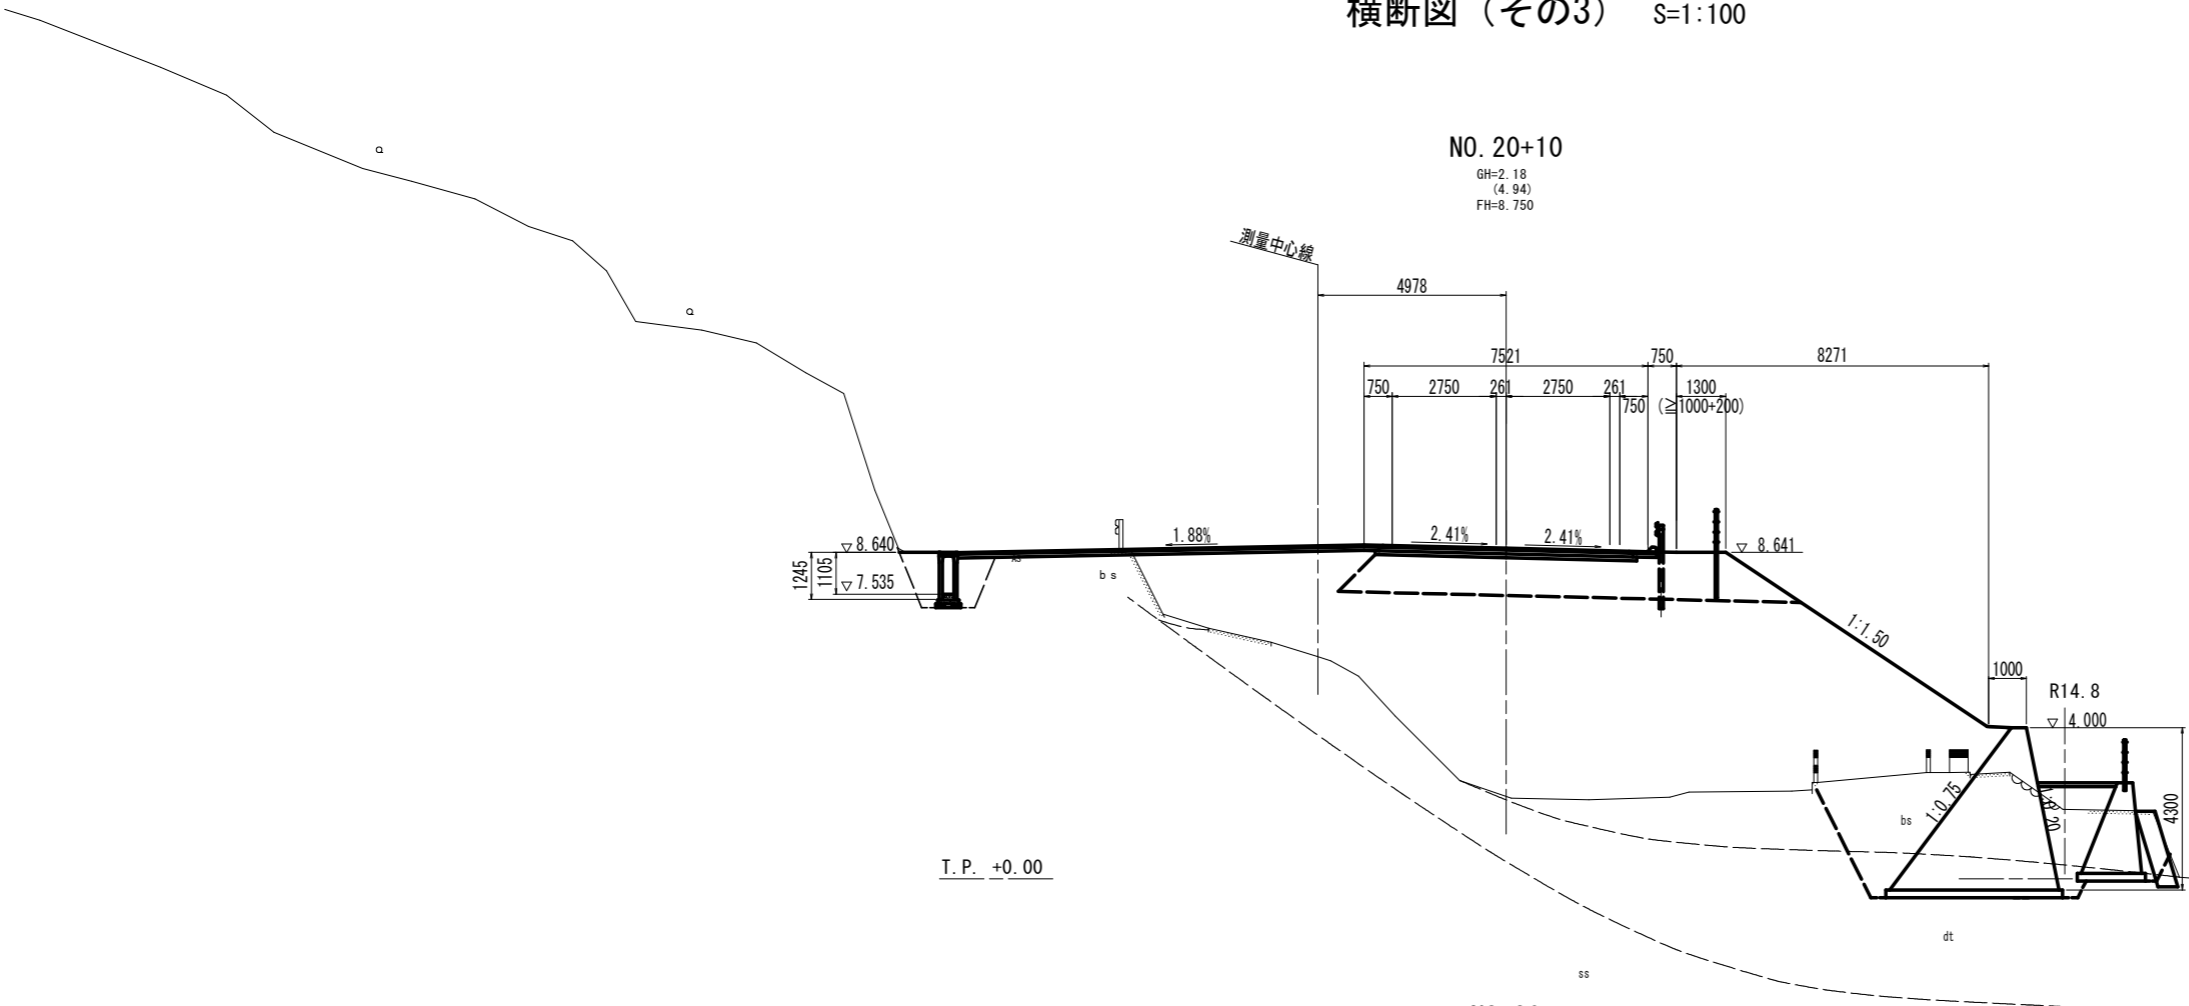 横断図（その3） S=1:100
NO.20+10
GH=2.18
(4.94)
FH=8.750
測量中心線
4978
7521 750 8271
750 2750 261 2750 261 1300
750 (≧1000+200)
1.88%
2.41%
2.41%
▽ 8.640
▽ 8.641
1245
1105
▽ 7.535
a
a
bs
1:1.50
1000
R14.8
▽ 4.000
1:0.75
4300
bs
T.P. +0.00
dt
ss